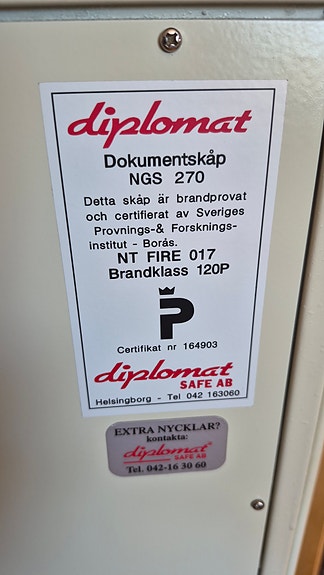 diplomat
Dokumentskåp
NGS 270
Detta skåp är brandprovat
och certifierat av Sveriges
Provnings-& Forsknings-
institut - Borås.
NT FIRE 017
Brandklass 120P
P
Certifikat nr 164903
diplomat
SAFE AB
Helsingborg - Tel 042 163060
EXTRA NYCKLAR?
kontakta:
diplomat
SAFE AB
Tel. 042-16 30 60